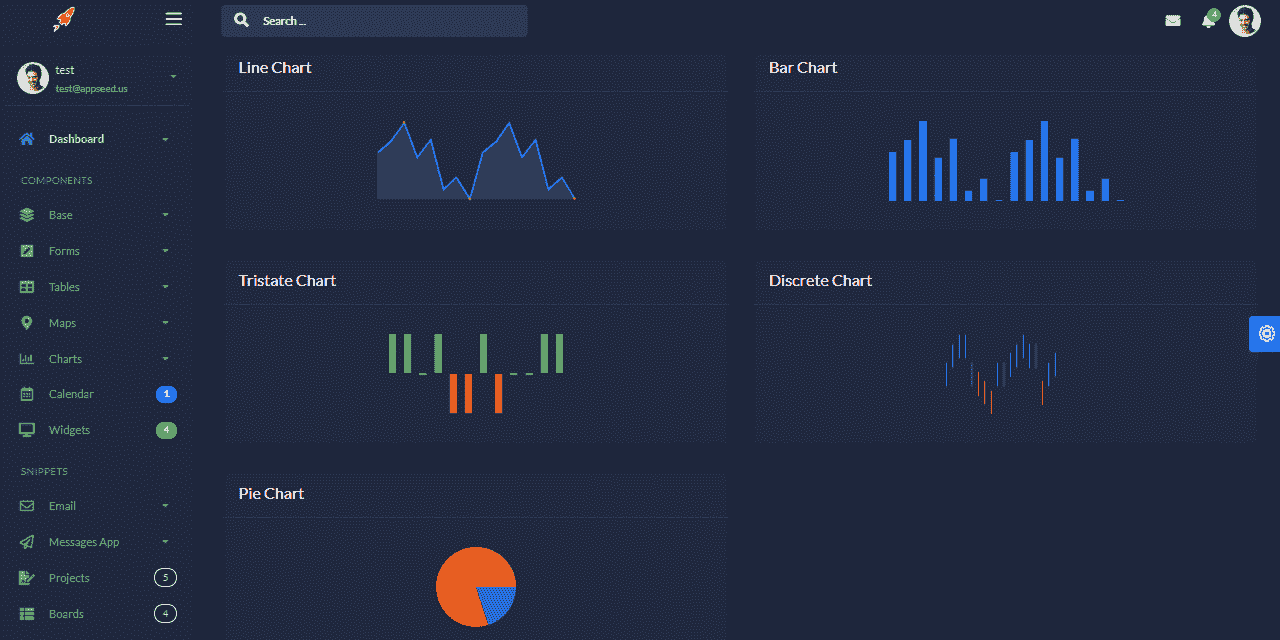 Search ...
4
test
test@appseed.us
Dashboard
COMPONENTS
Base
Forms
Tables
Maps
Charts
Calendar 1
Widgets 4
SNIPPETS
Email
Messages App
Projects 5
Boards 4
Line Chart
Bar Chart
Tristate Chart
Discrete Chart
Pie Chart